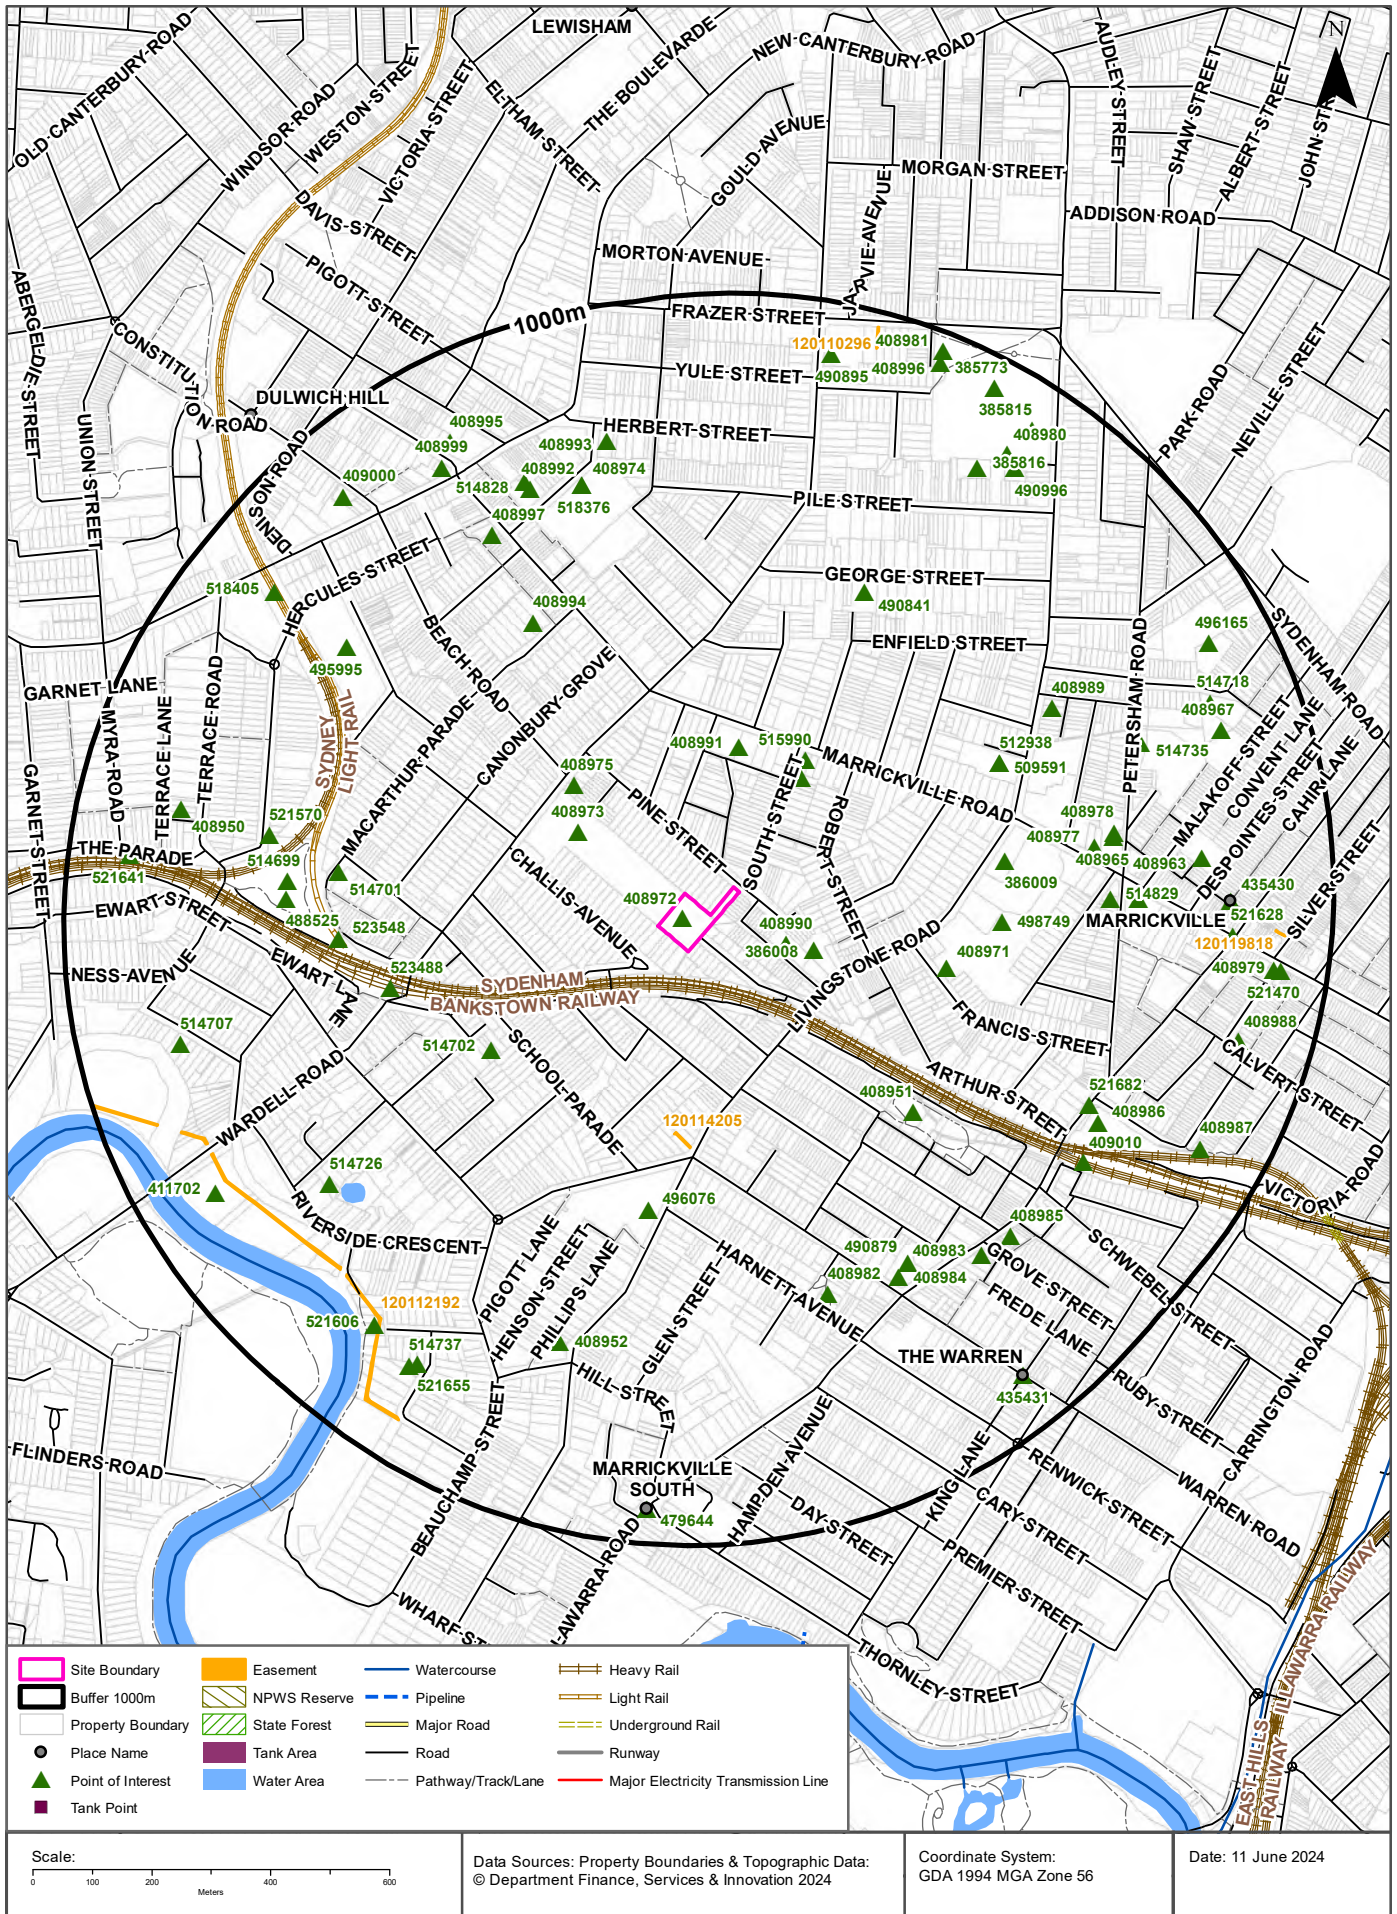 LEWISHAM
OLD CANTERBURY ROAD
WINDSOR ROAD
WESTON STREET
VICTORIA STREET
ELTHAM STREET
THE BOULEVARDE
NEW CANTERBURY ROAD
AUDLEY STREET
SHAW STREET
ALBERT STREET
JOHN STR
N
GOULD AVENUE
MORGAN STREET
ADDISON ROAD
DAVIS STREET
PIGOTT STREET
MORTON AVENUE
JARVIE AVENUE
ABERGELDIE STREET
CONSTITUTION ROAD
1000m
FRAZER STREET
120110296
408981
490895
408996
385773
YULE STREET
385815
PARK ROAD
NEVILLE STREET
DULWICH HILL
UNION STREET
DENISON ROAD
408995
408999
408993
HERBERT STREET
408980
409000
408992
408974
385816
514828
518376
490996
PILE STREET
408997
HERCULES STREET
518405
GEORGE STREET
490841
408994
BEACH ROAD
ENFIELD STREET
PETERSHAM ROAD
496165
SYDENHAM ROAD
495995
GARNET LANE
MYRA ROAD
TERRACE LANE
TERRACE ROAD
SYDNEY
LIGHT RAIL
MACARTHUR PARADE
CANONBURY GROVE
408989
514718
408967
408991
515990
512938
514735
509591
MARRICKVILLE ROAD
MALAKOFF STREET
CONVENT LANE
DESPOINTES STREET
CAHIR LANE
408975
PINE STREET
SOUTH STREET
ROBERT STREET
GARNET STREET
408950
521570
408973
408978
408977
408965
408963
SILVER STREET
THE PARADE
521641
514699
514701
CHALLIS AVENUE
386009
514829
435430
EWART STREET
488525
523548
408972
408990
386008
498749
MARRICKVILLE
521628
120119818
NESS AVENUE
EWART LANE
523488
SYDENHAM
BANKSTOWN RAILWAY
LIVINGSTONE ROAD
408971
408979
521470
514707
514702
SCHOOL PARADE
FRANCIS STREET
408988
CALVERT STREET
WARDELL ROAD
408951
ARTHUR STREET
521682
408986
120114205
409010
408987
411702
514726
VICTORIA ROAD
RIVERSIDE CRESCENT
496076
408985
PIGOTT LANE
HENSON STREET
PHILLIPS LANE
GLEN STREET
HARNETT AVENUE
490879
408983
408982
408984
GROVE STREET
SCHWEBEL STREET
FREDE LANE
120112192
521606
514737
408952
521655
THE WARREN
435431
RUBY STREET
CARRINGTON ROAD
HILL STREET
FLINDERS ROAD
BEAUCHAMP STREET
MARRICKVILLE
SOUTH
479644
HAMPDEN AVENUE
KING LANE
RENWICK STREET
WARREN ROAD
DAY STREET
CARY STREET
PREMIER STREET
WHARF ST
LAWARRA ROAD
THORNLEY STREET
ILLAWARRA RAILWAY
EAST HILLS
RAILWAY
Site Boundary
Buffer 1000m
Property Boundary
Place Name
Point of Interest
Tank Point
Easement
NPWS Reserve
State Forest
Tank Area
Water Area
Watercourse
Pipeline
Major Road
Road
Pathway/Track/Lane
Heavy Rail
Light Rail
Underground Rail
Runway
Major Electricity Transmission Line
Scale:
0 100 200 400 600
Meters
Data Sources: Property Boundaries & Topographic Data:
© Department Finance, Services & Innovation 2024
Coordinate System:
GDA 1994 MGA Zone 56
Date: 11 June 2024